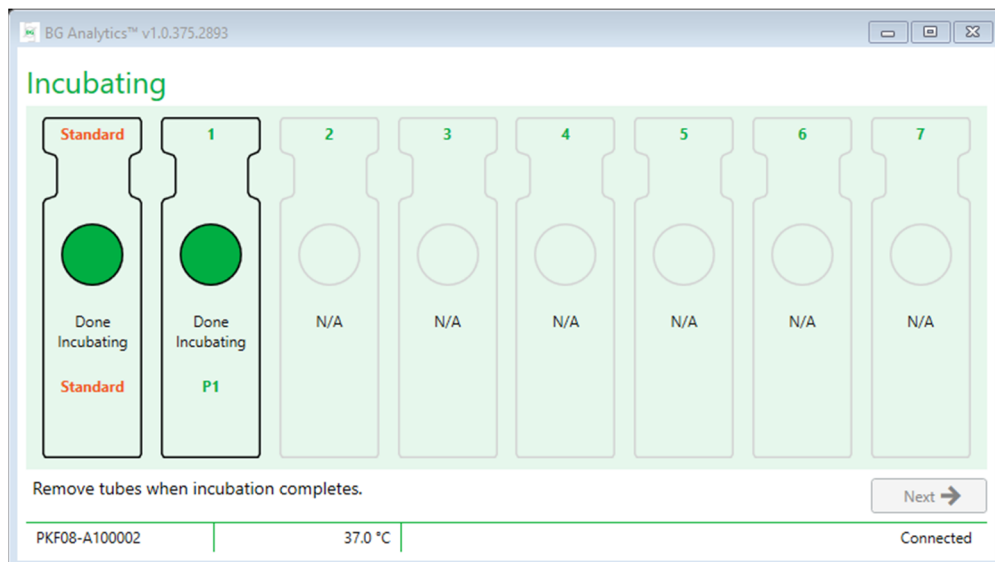 BG Analytics™ v1.0.375.2893
Incubating
Standard 1 2 3 4 5 6 7
Done Incubating
Done Incubating
N/A N/A N/A N/A N/A N/A
Standard P1
Remove tubes when incubation completes.
Next
PKF08-A100002 37.0 °C Connected